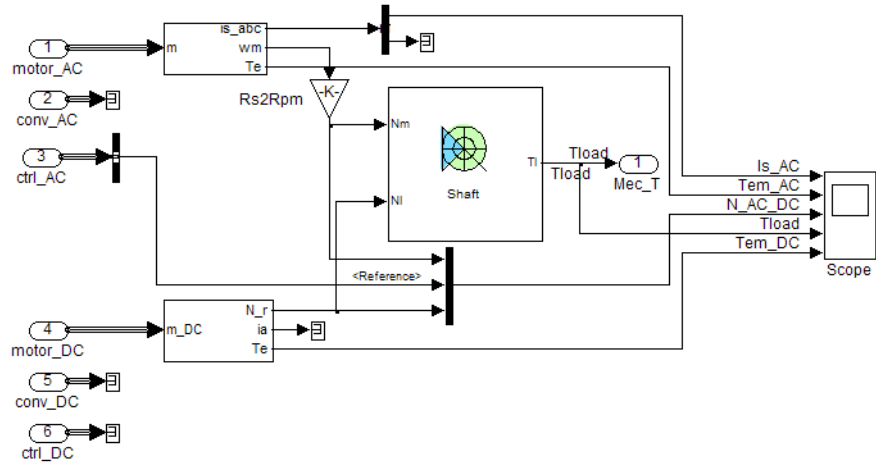 1
motor_AC
2
conv_AC
3
ctrl_AC
m
is_abc
wm
Te
-K-
Rs2Rpm
Nm
Nl
Tl
Shaft
Tload
Tload
1
Mec_T
<Reference>
Is_AC
Tem_AC
N_AC_DC
Tload
Tem_DC
Scope
4
motor_DC
m_DC
N_r
ia
Te
5
conv_DC
6
ctrl_DC